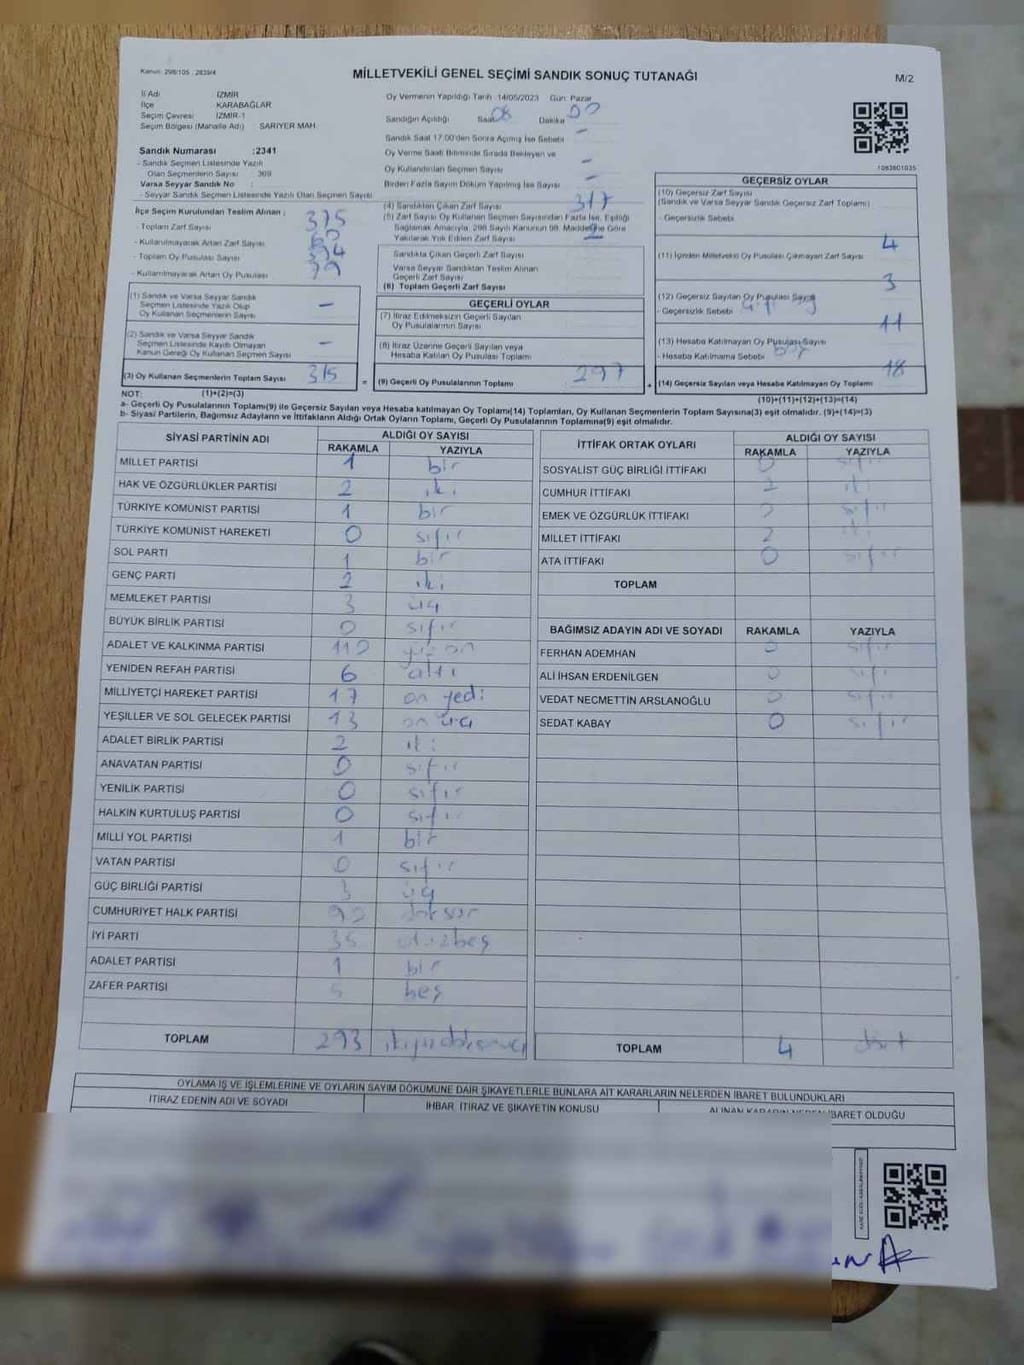 Kanun: 298/105 , 2839/4
MİLLETVEKİLİ GENEL SEÇİMİ SANDIK SONUÇ TUTANAĞI
M/2
İl Adı İZMİR
İlçe KARABAĞLAR
Seçim Çevresi İZMİR-1
Seçim Bölgesi (Mahalle Adı) SARIYER MAH.
Sandık Numarası :2341
- Sandık Seçmen Listesinde Yazılı
Olan Seçmenlerin Sayısı : 369
Varsa Seyyar Sandık No :
- Seyyar Sandık Seçmen Listesinde Yazılı Olan Seçmen Sayısı
İlçe Seçim Kurulundan Teslim Alınan ;
- Toplam Zarf Sayısı 375
- Kullanılmayarak Artan Zarf Sayısı
- Toplam Oy Pusulası Sayısı
- Kullanılmayarak Artan Oy Pusulası 79
(1) Sandık ve Varsa Seyyar Sandık
Seçmen Listesinde Yazılı Olup
Oy Kullanan Seçmenlerin Sayısı –
(2) Sandık ve Varsa Seyyar Sandık
Seçmen Listesinde Kayıtlı Olmayan
Kanun Gereği Oy Kullanan Seçmen Sayısı –
(3) Oy Kullanan Seçmenlerin Toplam Sayısı 315
(1)+(2)=(3)
Oy Vermenin Yapıldığı Tarih :14/05/2023 Gün: Pazar
Sandığın Açıldığı Saat 08 Dakika 00
Sandık Saat 17:00'den Sonra Açılmış İse Sebebi –
Oy Verme Saati Bitiminde Sırada Bekleyen ve
Oy Kullandırılan Seçmen Sayısı –
Birden Fazla Sayım Döküm Yapılmış İse Sayısı –
(4) Sandıktan Çıkan Zarf Sayısı 317
(5) Zarf Sayısı Oy Kullanan Seçmen Sayısından Fazla İse, Eşitliği
Sağlamak Amacıyla, 298 Sayılı Kanunun 98. Maddesine Göre
Yakılarak Yok Edilen Zarf Sayısı 2
Sandıkta Çıkan Geçerli Zarf Sayısı
Varsa Seyyar Sandıktan Teslim Alınan
Geçerli Zarf Sayısı
(6) Toplam Geçerli Zarf Sayısı
GEÇERLİ OYLAR
(7) İtiraz Edilmeksizin Geçerli Sayılan
Oy Pusulalarının Sayısı
(8) İtiraz Üzerine Geçerli Sayılan veya
Hesaba Katılan Oy Pusulası Toplamı
(9) Geçerli Oy Pusulalarının Toplamı 297
1083801035
GEÇERSİZ OYLAR
(10) Geçersiz Zarf Sayısı
(Sandık ve Varsa Seyyar Sandık Geçersiz Zarf Toplamı)
- Geçersizlik Sebebi
4
(11) İçinden Milletvekili Oy Pusulası Çıkmayan Zarf Sayısı
3
(12) Geçersiz Sayılan Oy Pusulası Sayısı
- Geçersizlik Sebebi
11
(13) Hesaba Katılmayan Oy Pusulası Sayısı
- Hesaba Katılmama Sebebi boş
(14) Geçersiz Sayılan veya Hesaba Katılmayan Oy Toplamı 18
(10)+(11)+(12)+(13)=(14)
NOT:
a- Geçerli Oy Pusulalarının Toplamı(9) ile Geçersiz Sayılan veya Hesaba katılmayan Oy Toplamı(14) Toplamları, Oy Kullanan Seçmenlerin Toplam Sayısına(3) eşit olmalıdır. (9)+(14)=(3)
b- Siyasi Partilerin, Bağımsız Adayların ve İttifakların Aldığı Ortak Oyların Toplamı, Geçerli Oy Pusulalarının Toplamına(9) eşit olmalıdır.
SİYASİ PARTİNİN ADI ALDIĞI OY SAYISI
RAKAMLA YAZIYLA
MİLLET PARTİSİ 1 bir
HAK VE ÖZGÜRLÜKLER PARTİSİ 2 iki
TÜRKİYE KOMÜNİST PARTİSİ 1 bir
TÜRKİYE KOMÜNİST HAREKETİ 0 sıfır
SOL PARTİ 1 bir
GENÇ PARTİ 2 iki
MEMLEKET PARTİSİ 3 üç
BÜYÜK BİRLİK PARTİSİ 0 sıfır
ADALET VE KALKINMA PARTİSİ 110 yüz on
YENİDEN REFAH PARTİSİ 6 altı
MİLLİYETÇİ HAREKET PARTİSİ 17 on yedi
YEŞİLLER VE SOL GELECEK PARTİSİ 13 on üç
ADALET BİRLİK PARTİSİ 2 iki
ANAVATAN PARTİSİ 0 sıfır
YENİLİK PARTİSİ 0 sıfır
HALKIN KURTULUŞ PARTİSİ 0 sıfır
MİLLİ YOL PARTİSİ 1 bir
VATAN PARTİSİ 0 sıfır
GÜÇ BİRLİĞİ PARTİSİ 3 üç
CUMHURİYET HALK PARTİSİ 90 doksan
İYİ PARTİ 35 otuzbeş
ADALET PARTİSİ 1 bir
ZAFER PARTİSİ 5 beş
TOPLAM 293 ikiyüzdoksanüç
İTTİFAK ORTAK OYLARI ALDIĞI OY SAYISI
RAKAMLA YAZIYLA
SOSYALİST GÜÇ BİRLİĞİ İTTİFAKI 0 sıfır
CUMHUR İTTİFAKI 2 iki
EMEK VE ÖZGÜRLÜK İTTİFAKI 0 sıfır
MİLLET İTTİFAKI 2 iki
ATA İTTİFAKI 0 sıfır
TOPLAM
BAĞIMSIZ ADAYIN ADI VE SOYADI RAKAMLA YAZIYLA
FERHAN ADEMHAN 0 sıfır
ALİ İHSAN ERDENİLGEN 0 sıfır
VEDAT NECMETTİN ARSLANOĞLU 0 sıfır
SEDAT KABAY 0 sıfır
TOPLAM 4 dört
OYLAMA İŞ VE İŞLEMLERİNE VE OYLARIN SAYIM DÖKÜMÜNE DAİR ŞİKAYETLERLE BUNLARA AİT KARARLARIN NELERDEN İBARET BULUNDUKLARI
İTİRAZ EDENİN ADI VE SOYADI İHBAR, İTİRAZ VE ŞİKAYETİN KONUSU ALINAN KARARIN NEDEN İBARET OLDUĞU